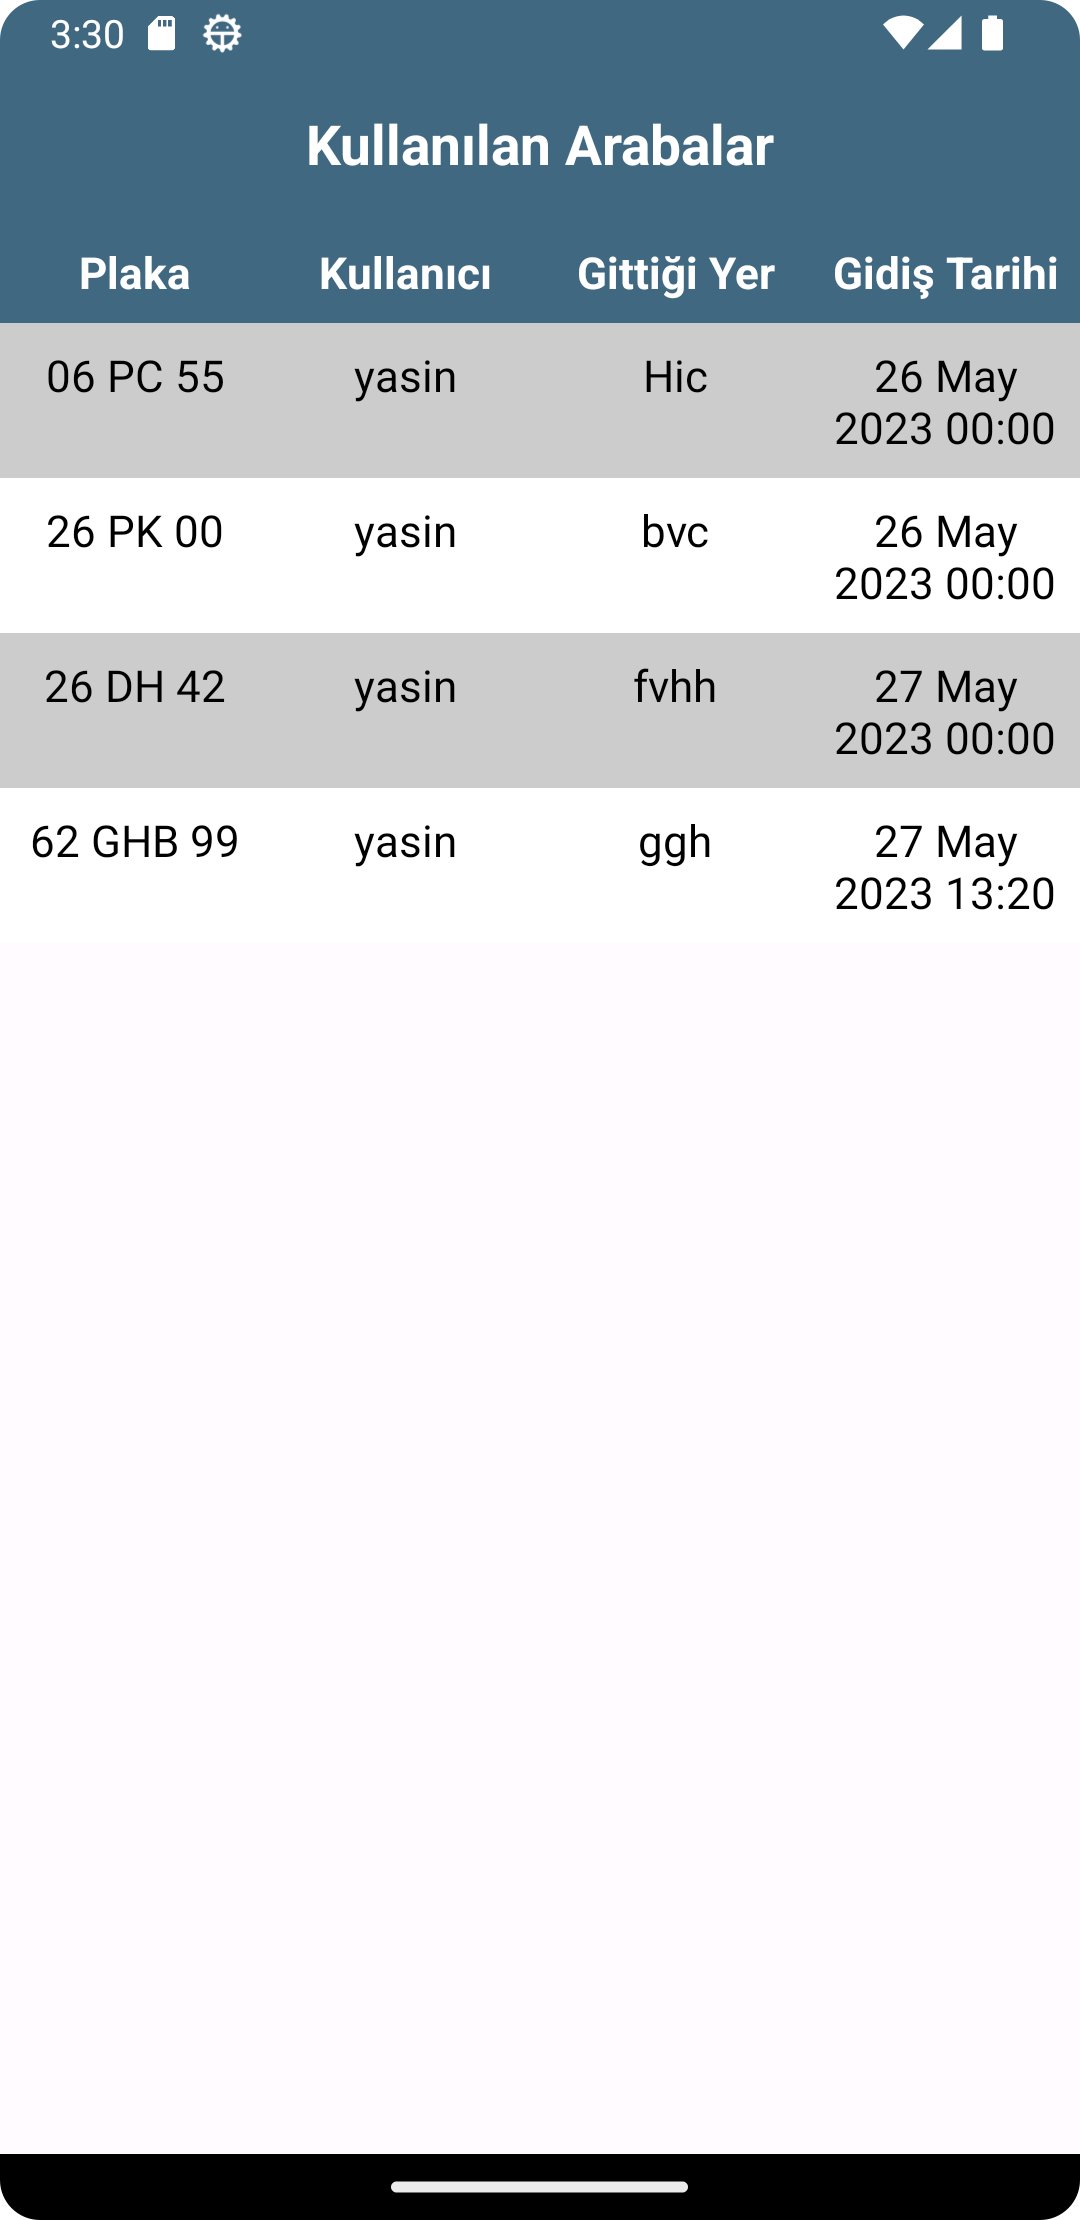 3:30
Kullanılan Arabalar
Plaka Kullanıcı Gittiği Yer Gidiş Tarihi
06 PC 55 yasin Hic 26 May
2023 00:00
26 PK 00 yasin bvc 26 May
2023 00:00
26 DH 42 yasin fvhh 27 May
2023 00:00
62 GHB 99 yasin ggh 27 May
2023 13:20